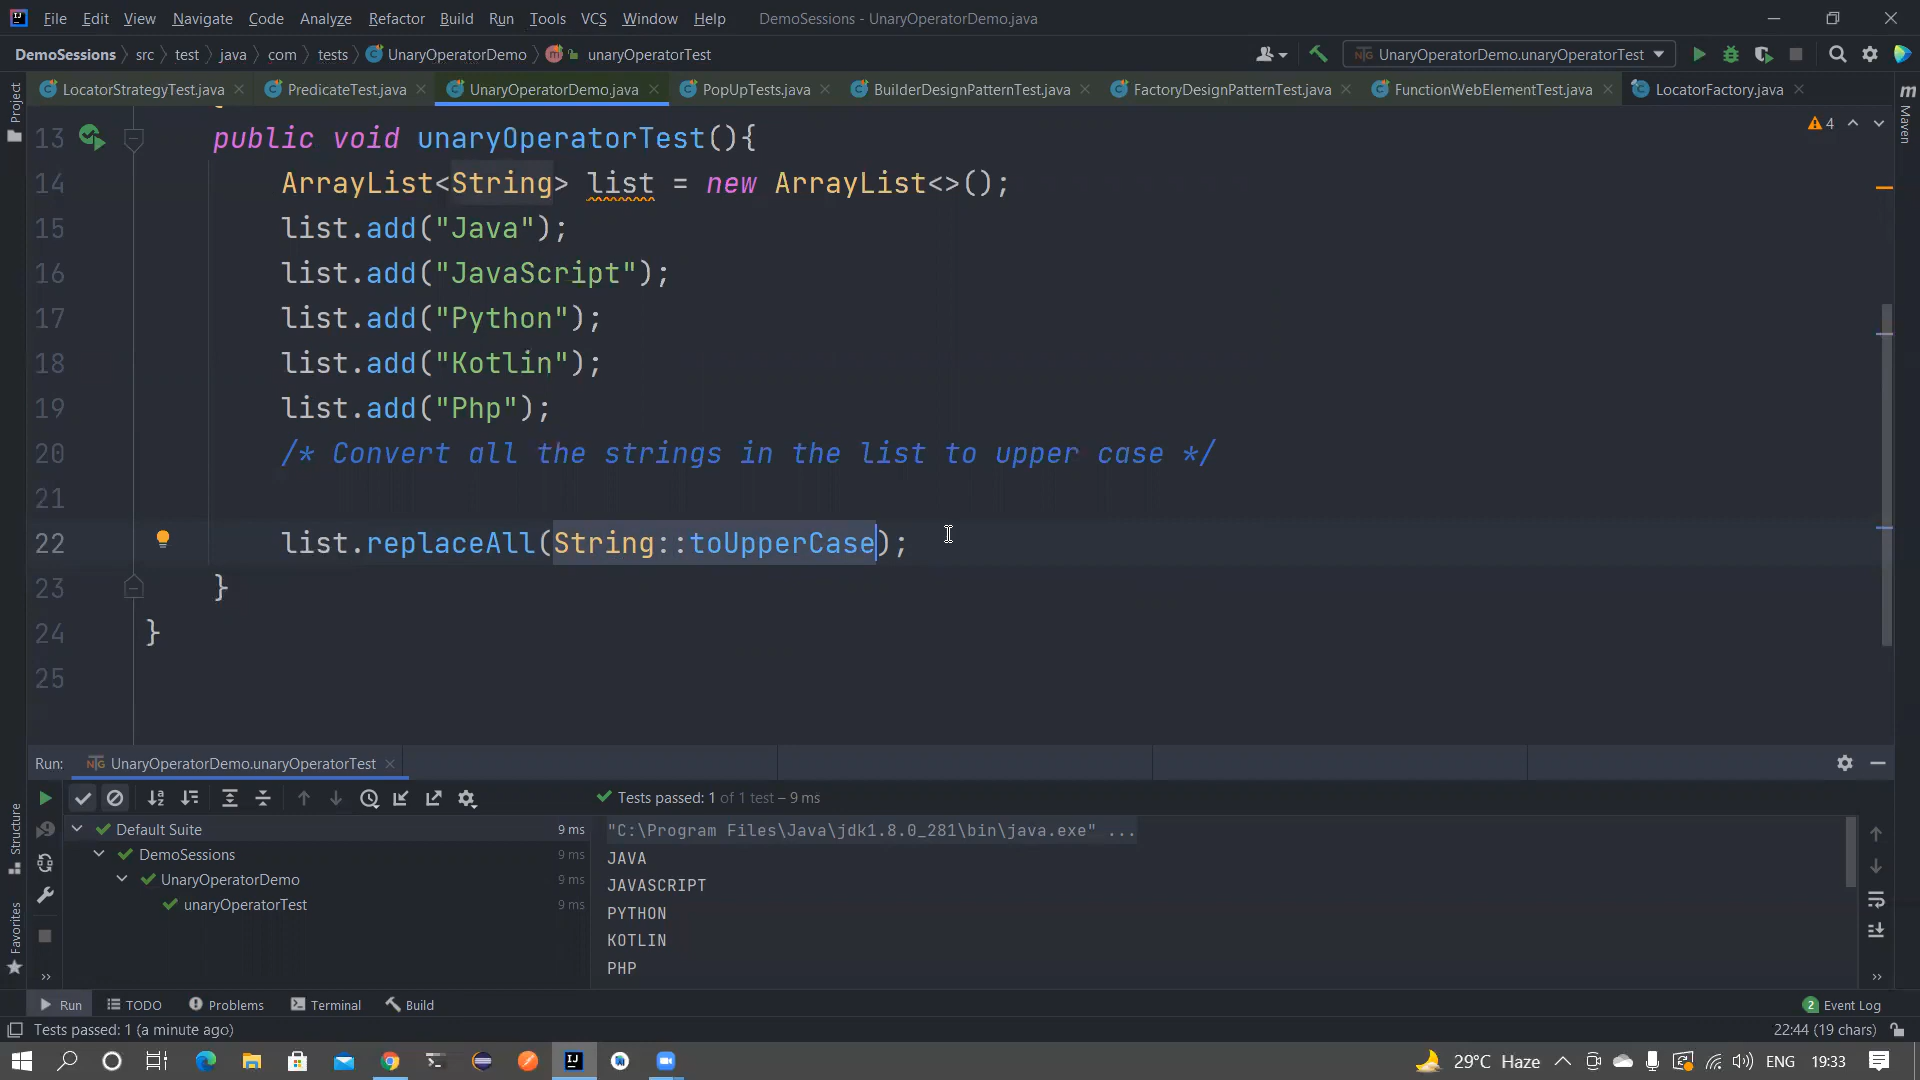 File Edit View Navigate Code Analyze Refactor Build Run Tools VCS Window Help DemoSessions - UnaryOperatorDemo.java
DemoSessions src test java com tests UnaryOperatorDemo unaryOperatorTest UnaryOperatorDemo.unaryOperatorTest
LocatorStrategyTest.java PredicateTest.java UnaryOperatorDemo.java PopUpTests.java BuilderDesignPatternTest.java FactoryDesignPatternTest.java FunctionWebElementTest.java LocatorFactory.java
Project
Maven
4
13 public void unaryOperatorTest(){
14 ArrayList<String> list = new ArrayList<>();
15 list.add("Java");
16 list.add("JavaScript");
17 list.add("Python");
18 list.add("Kotlin");
19 list.add("Php");
20 /* Convert all the strings in the list to upper case */
21
22 list.replaceAll(String::toUpperCase);
23 }
24 }
25
Run: UnaryOperatorDemo.unaryOperatorTest
Tests passed: 1 of 1 test – 9 ms
Structure
Favorites
Default Suite 9 ms
DemoSessions 9 ms
UnaryOperatorDemo 9 ms
unaryOperatorTest 9 ms
"C:\Program Files\Java\jdk1.8.0_281\bin\java.exe" ...
JAVA
JAVASCRIPT
PYTHON
KOTLIN
PHP
Run TODO Problems Terminal Build 2 Event Log
Tests passed: 1 (a minute ago) 22:44 (19 chars)
29°C Haze ENG 19:33